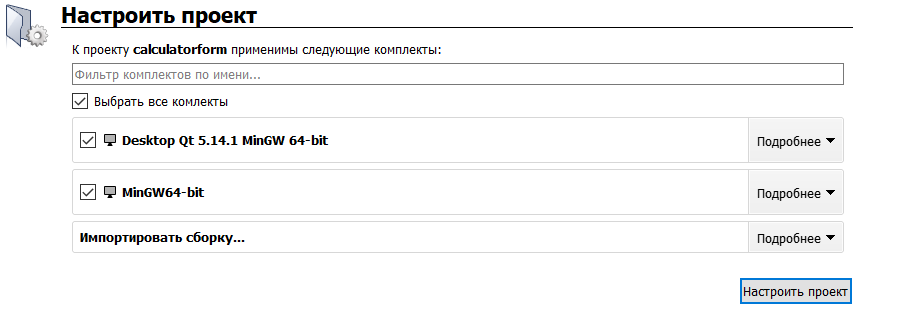 Настроить проект
К проекту calculatorform применимы следующие комплекты:
Фильтр комплектов по имени...
Выбрать все комлекты
Desktop Qt 5.14.1 MinGW 64-bit
Подробнее
MinGW64-bit
Подробнее
Импортировать сборку...
Подробнее
Настроить проект